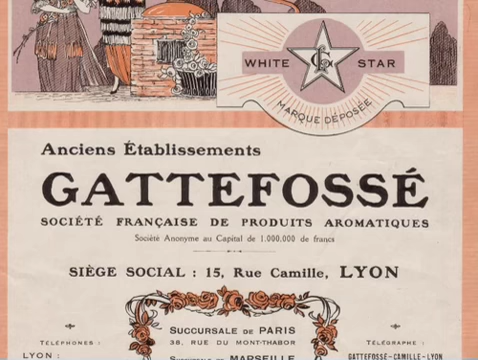 WHITE STAR
MARQUE DÉPOSÉE
Anciens Établissements
GATTEFOSSÉ
SOCIÉTÉ FRANÇAISE DE PRODUITS AROMATIQUES
Société Anonyme au Capital de 1.000.000 de francs
SIÈGE SOCIAL : 15, Rue Camille, LYON
SUCCURSALE DE PARIS
38, RUE DU MONT-THABOR
SUCCURSALE DE MARSEILLE
TÉLÉPHONES :
LYON :
TÉLÉGRAPHE :
GATTEFOSSÉ-CAMILLE-LYON